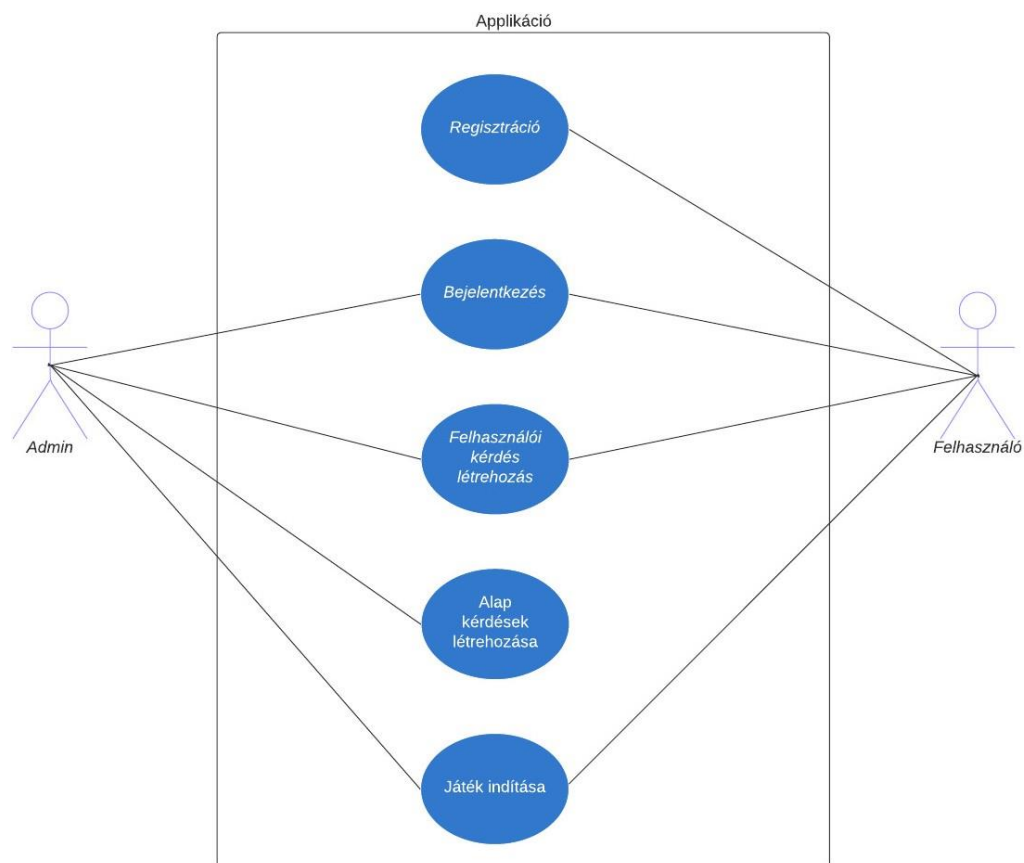 Applikáció
Regisztráció
Bejelentkezés
Admin
Felhasználó
Felhasználói
kérdés
létrehozás
Alap
kérdések
létrehozása
Játék indítása